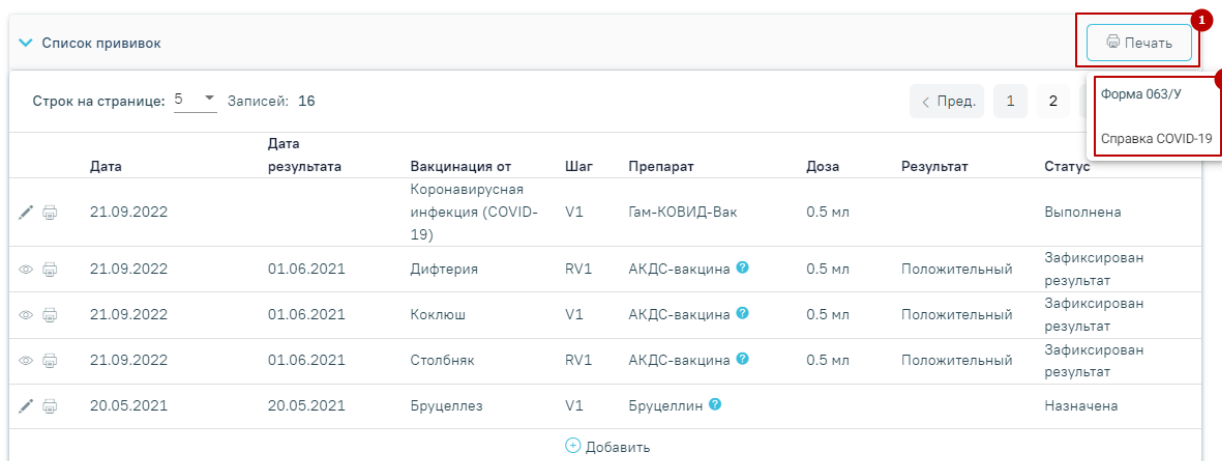 1
Список прививок
Печать
Строк на странице: 5 Записей: 16
Пред. 1 2
Форма 063/У
Справка COVID-19
Дата Дата результата Вакцинация от Шаг Препарат Доза Результат Статус
21.09.2022 Коронавирусная инфекция (COVID-19) V1 Гам-КОВИД-Вак 0.5 мл Выполнена
21.09.2022 01.06.2021 Дифтерия RV1 АКДС-вакцина ? 0.5 мл Положительный Зафиксирован результат
21.09.2022 01.06.2021 Коклюш V1 АКДС-вакцина ? 0.5 мл Положительный Зафиксирован результат
21.09.2022 01.06.2021 Столбняк RV1 АКДС-вакцина ? 0.5 мл Положительный Зафиксирован результат
20.05.2021 20.05.2021 Бруцеллез V1 Бруцеллин ? Назначена
Добавить